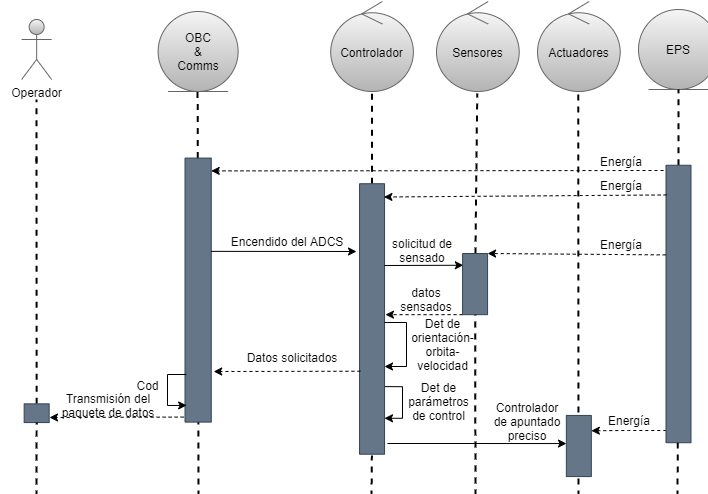 OBC
&
Comms
Controlador
Sensores
Actuadores
EPS
Operador
Energía
Energía
Encendido del ADCS
solicitud de
sensado
Energía
datos
sensados
Det de
orientación-
orbita-
velocidad
Datos solicitados
Cod
Transmisión del
paquete de datos
Det de
parámetros
de control
Controlador
de apuntado
preciso
Energía